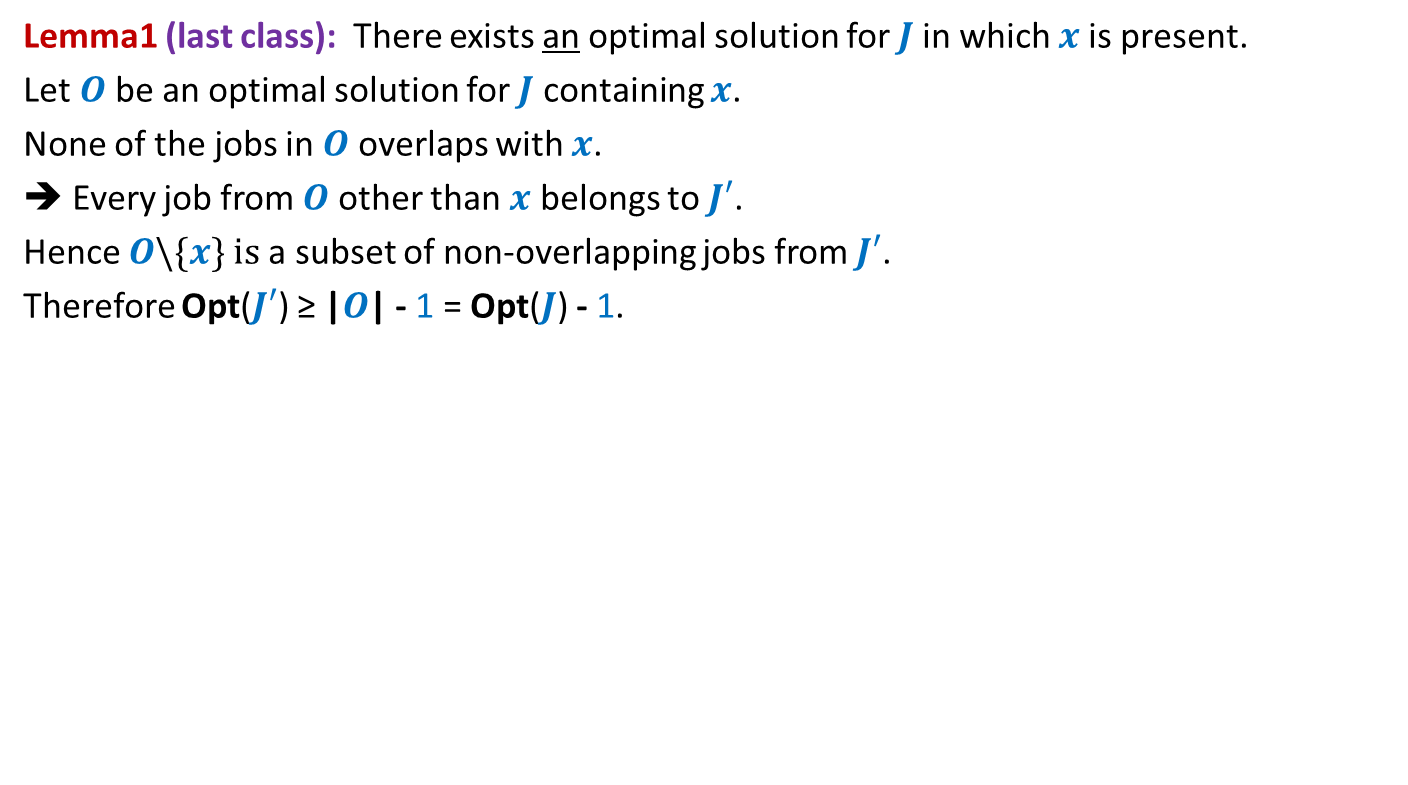 Lemma1 (last class): There exists an optimal solution for J in which x is present.
Let O be an optimal solution for J containing x.
None of the jobs in O overlaps with x.
➔ Every job from O other than x belongs to J′.
Hence O\{x} is a subset of non-overlapping jobs from J′.
Therefore Opt(J′) ≥ |O| - 1 = Opt(J) - 1.